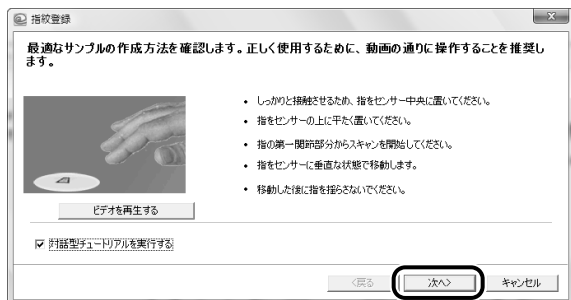 指紋登録
最適なサンプルの作成方法を確認します。正しく使用するために、動画の通りに操作することを推奨し
ます。
• しっかりと接触させるため、指をセンサー中央に置いてください。
• 指をセンサーの上に平たく置いてください。
• 指の第一関節部分からスキャンを開始してください。
• 指をセンサーに垂直な状態で移動します。
• 移動した後に指を揺らさないでください。
ビデオを再生する
対話型チュートリアルを実行する
<戻る
次へ>
キャンセル